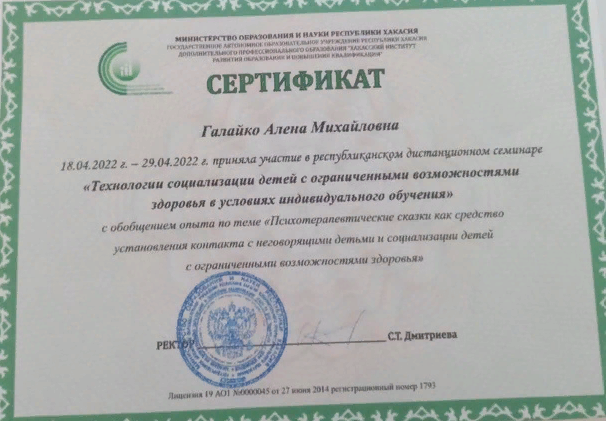 МИНИСТЕРСТВО ОБРАЗОВАНИЯ И НАУКИ РЕСПУБЛИКИ ХАКАСИЯ
ГОСУДАРСТВЕННОЕ АВТОНОМНОЕ ОБРАЗОВАТЕЛЬНОЕ УЧРЕЖДЕНИЕ РЕСПУБЛИКИ ХАКАСИЯ
ДОПОЛНИТЕЛЬНОГО ПРОФЕССИОНАЛЬНОГО ОБРАЗОВАНИЯ "ХАКАССКИЙ ИНСТИТУТ
РАЗВИТИЯ ОБРАЗОВАНИЯ И ПОВЫШЕНИЯ КВАЛИФИКАЦИИ"
СЕРТИФИКАТ
Галайко Алена Михайловна
18.04.2022 г. – 29.04.2022 г. приняла участие в республиканском дистанционном семинаре
«Технологии социализации детей с ограниченными возможностями
здоровья в условиях индивидуального обучения»
с обобщением опыта по теме «Психотерапевтические сказки как средство
установления контакта с неговорящими детьми и социализации детей
с ограниченными возможностями здоровья»
РЕКТОР С.Т. Дмитриева
Лицензия 19 АО1 №0000045 от 27 июня 2014 регистрационный номер 1793